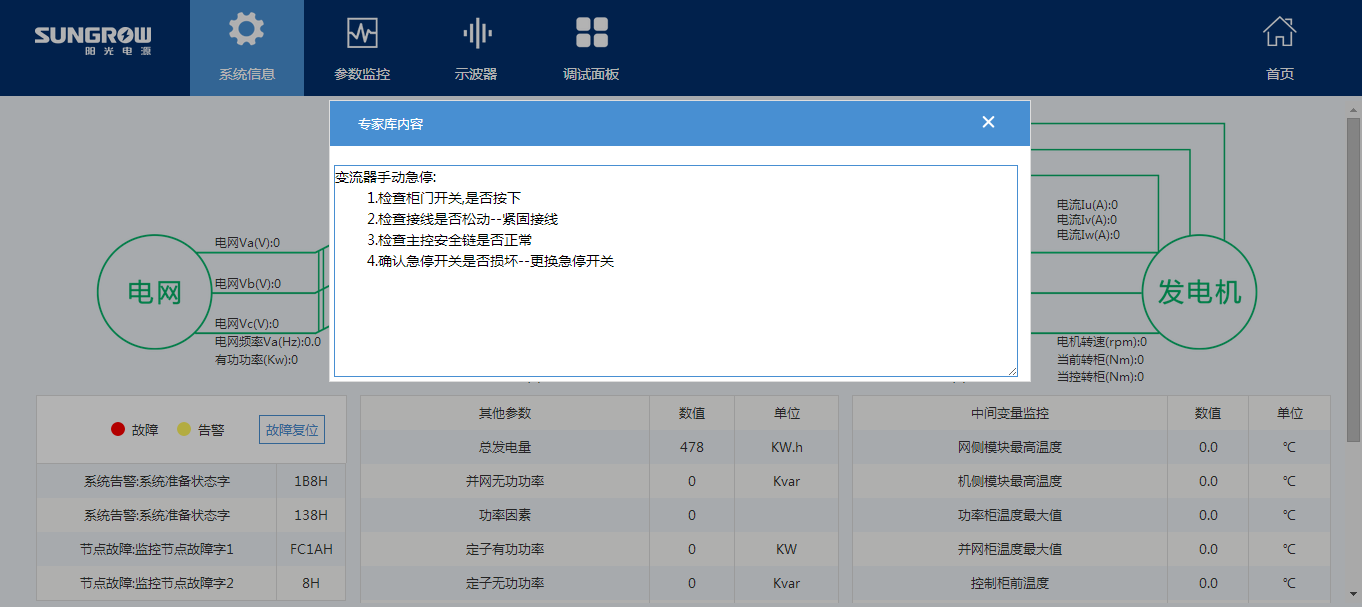 SUNGROW
阳光电源
系统信息
参数监控
示波器
调试面板
首页
专家库内容
变流器手动急停:
1.检查柜门开关,是否按下
2.检查接线是否松动--紧固接线
3.检查主控安全链是否正常
4.确认急停开关是否损坏--更换急停开关
电网Va(V):0
电网
电网Vb(V):0
电网Vc(V):0
电网频率Va(Hz):0.0
有功功率(Kw):0
电流Iu(A):0
电流Iv(A):0
电流Iw(A):0
发电机
电机转速(rpm):0
当前转柜(Nm):0
当控转柜(Nm):0
故障 告警 故障复位
系统告警:系统准备状态字 1B8H
系统告警:系统准备状态字 138H
节点故障:监控节点故障字1 FC1AH
节点故障:监控节点故障字2 8H
其他参数 数值 单位
总发电量 478 KW.h
并网无功功率 0 Kvar
功率因素 0
定子有功功率 0 KW
定子无功功率 0 Kvar
中间变量监控 数值 单位
网侧模块最高温度 0.0 ℃
机侧模块最高温度 0.0 ℃
功率柜温度最大值 0.0 ℃
并网柜温度最大值 0.0 ℃
控制柜前温度 0.0 ℃